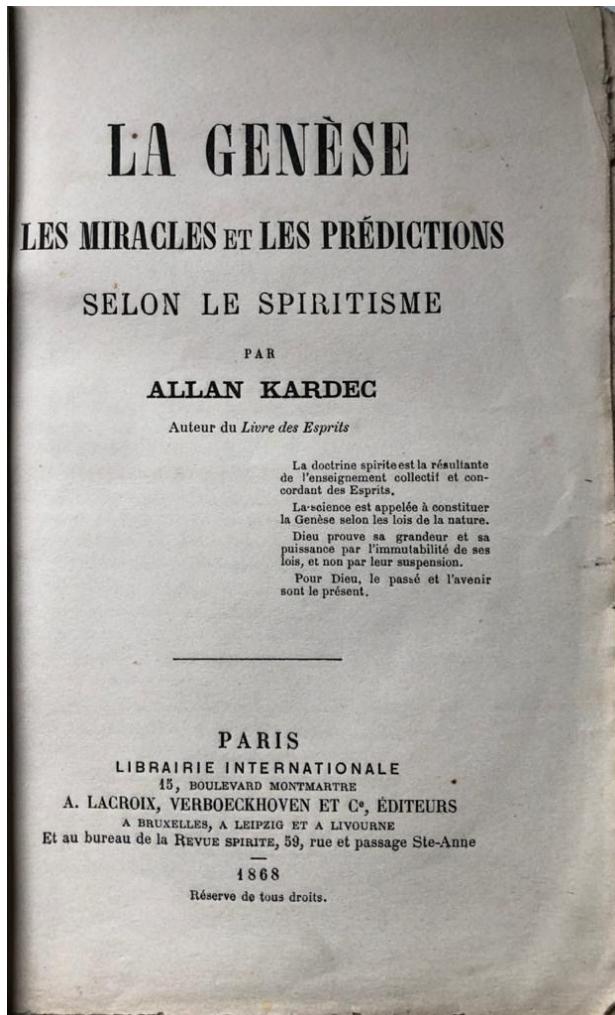 LA GENÈSE
LES MIRACLES ET LES PRÉDICTIONS
SELON LE SPIRITISME
PAR
ALLAN KARDEC
Auteur du Livre des Esprits
La doctrine spirite est la résultante
de l'enseignement collectif et con-
cordant des Esprits.
La science est appelée à constituer
la Genèse selon les lois de la nature.
Dieu prouve sa grandeur et sa
puissance par l'immutabilité de ses
lois, et non par leur suspension.
Pour Dieu, le passé et l'avenir
sont le présent.
PARIS
LIBRAIRIE INTERNATIONALE
15, BOULEVARD MONTMARTRE
A. LACROIX, VERBOECKHOVEN ET Cᵉ, ÉDITEURS
A BRUXELLES, A LEIPZIG ET A LIVOURNE
Et au bureau de la REVUE SPIRITE, 59, rue et passage Ste-Anne
1868
Réserve de tous droits.